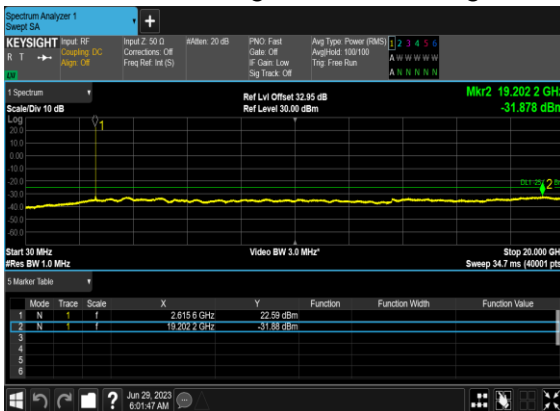 Spectrum Analyzer 1
Swept SA
KEYSIGHT Input: RF Input Z: 50 Ω #Atten: 20 dB PNO: Fast Avg Type: Power (RMS) 1 2 3 4 5 6
R T Coupling: DC Corrections: Off Gate: Off Avg|Hold: 100/100 A W W W W W
Align: Off Freq Ref: Int (S) IF Gain: Low Trig: Free Run
LV Sig Track: Off A N N N N N
1 Spectrum Ref Lvl Offset 32.95 dB Mkr2 19.202 2 GHz
Scale/Div 10 dB Ref Level 30.00 dBm -31.878 dBm
Log
20.0 1
10.0
0.00
-10.0
-20.0
-30.0 2
-40.0
-50.0
-60.0
Start 30 MHz Video BW 3.0 MHz* Stop 20.000 GH
#Res BW 1.0 MHz Sweep 34.7 ms (40001 pts
5 Marker Table
Mode Trace Scale X Y Function Function Width Function Value
1 N 1 f 2.615 6 GHz 22.59 dBm
2 N 1 f 19.202 2 GHz -31.88 dBm
3
4
5
6
? Jun 29, 2023
6:01:47 AM